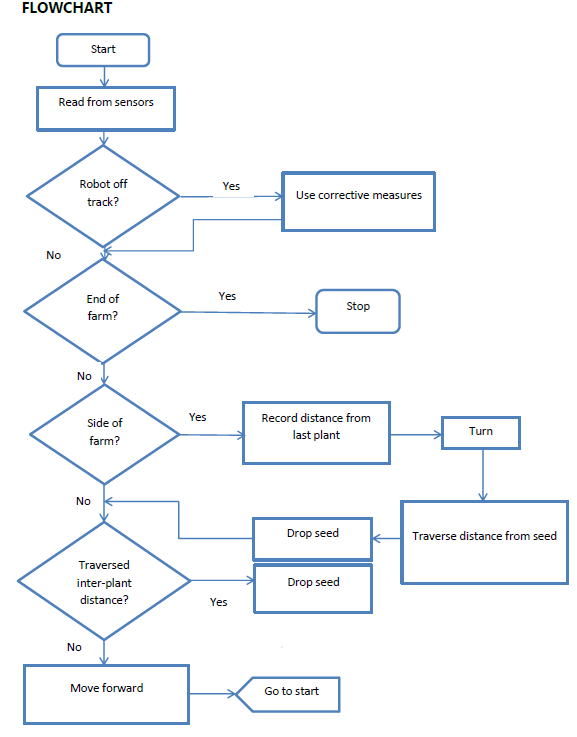 FLOWCHART
Start
Read from sensors
Robot off
track?
Yes
Use corrective measures
No
End of
farm?
Yes
Stop
No
Side of
farm?
Yes
Record distance from
last plant
Turn
No
Drop seed
Traverse distance from seed
Traversed
inter-plant
distance?
Yes
Drop seed
No
Move forward
Go to start